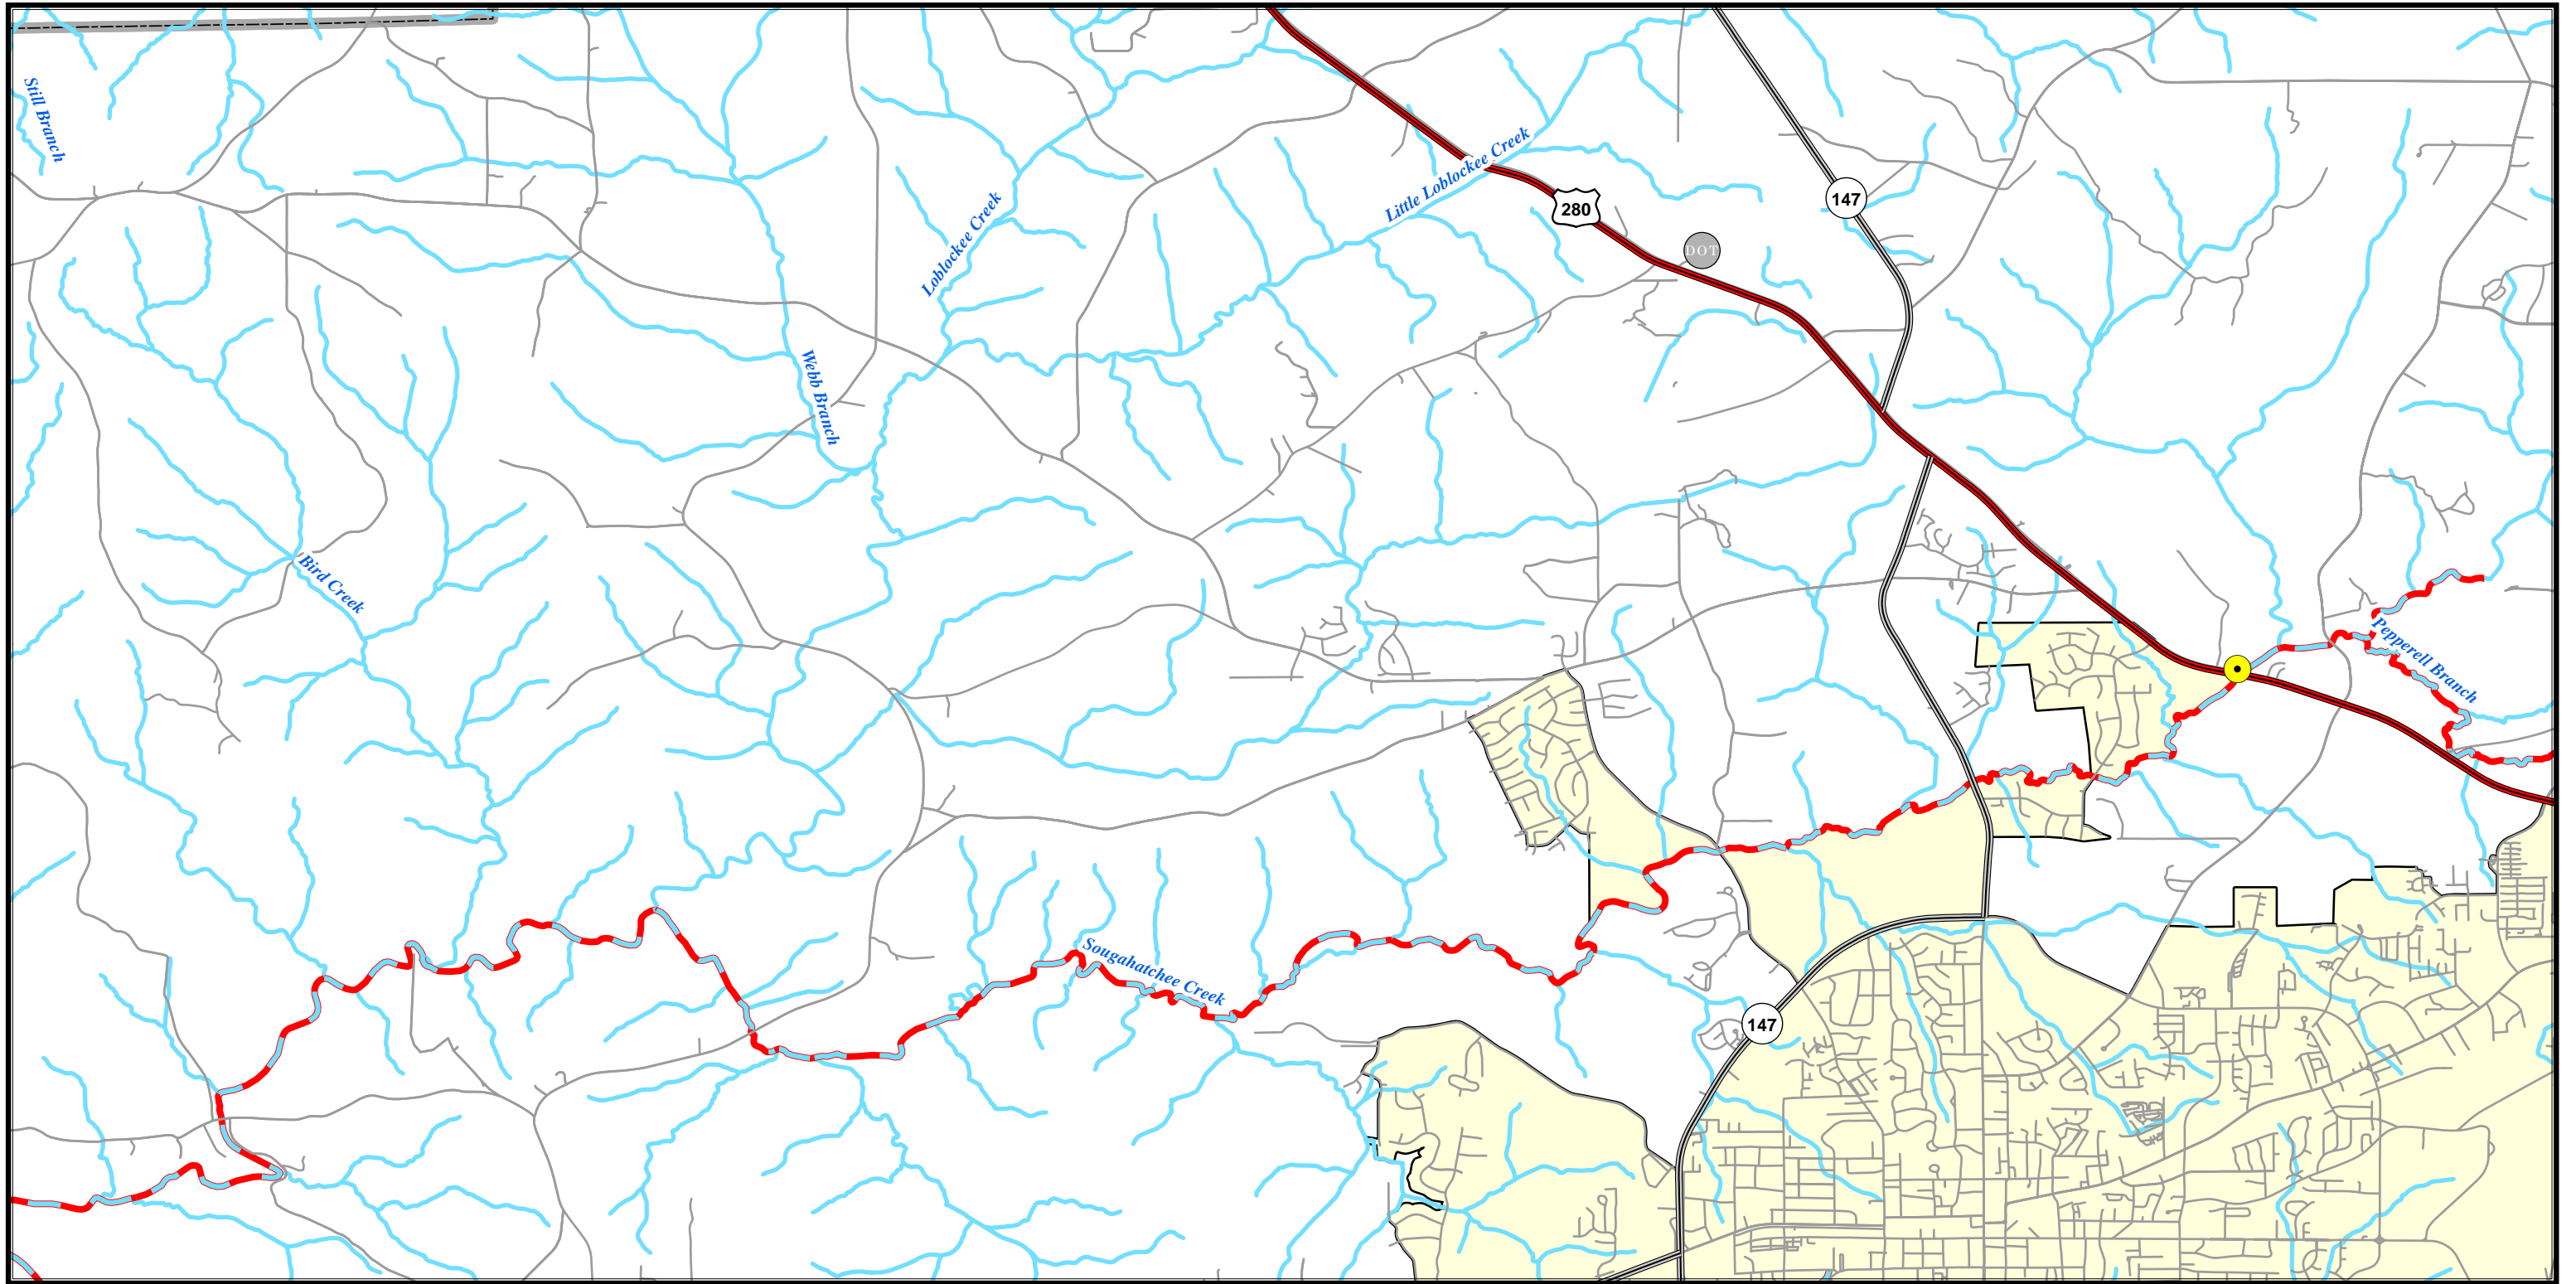 Still Branch
Little Loblockee Creek
147
Loblockee Creek
280
DOT
Webb Branch
Bird Creek
Pepperell Branch
Sougahatchee Creek
147